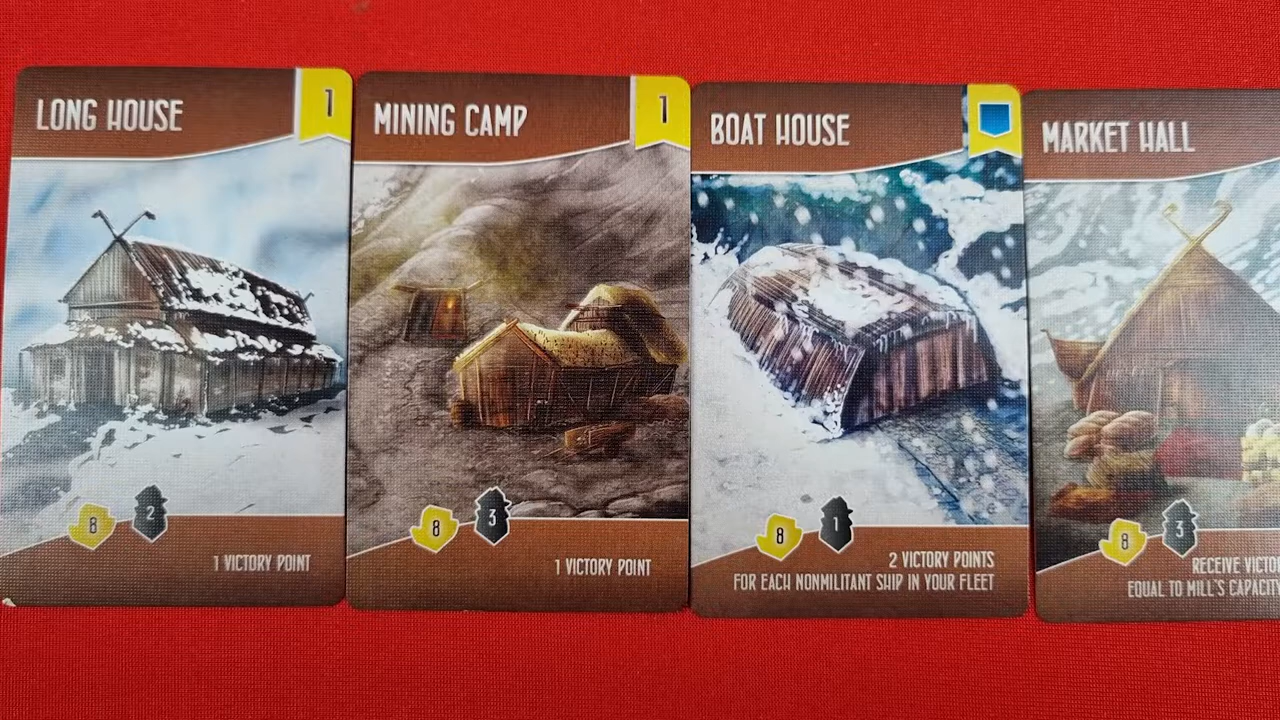 LONG HOUSE
1
8
2
1 VICTORY POINT
MINING CAMP
1
8
3
1 VICTORY POINT
BOAT HOUSE
8
1
2 VICTORY POINTS
FOR EACH NONMILITANT SHIP IN YOUR FLEET
MARKET HALL
8
3
RECEIVE
EQUAL TO MILL'S CAPACITY